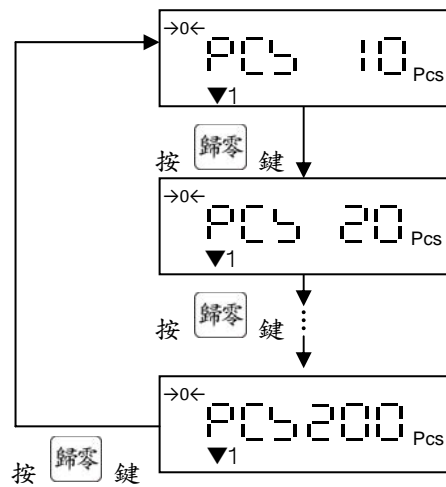 →0←
PCS 10 Pcs
▼1
按 歸零 鍵
→0←
PCS 20 Pcs
▼1
按 歸零 鍵
→0←
PCS200 Pcs
▼1
按 歸零 鍵